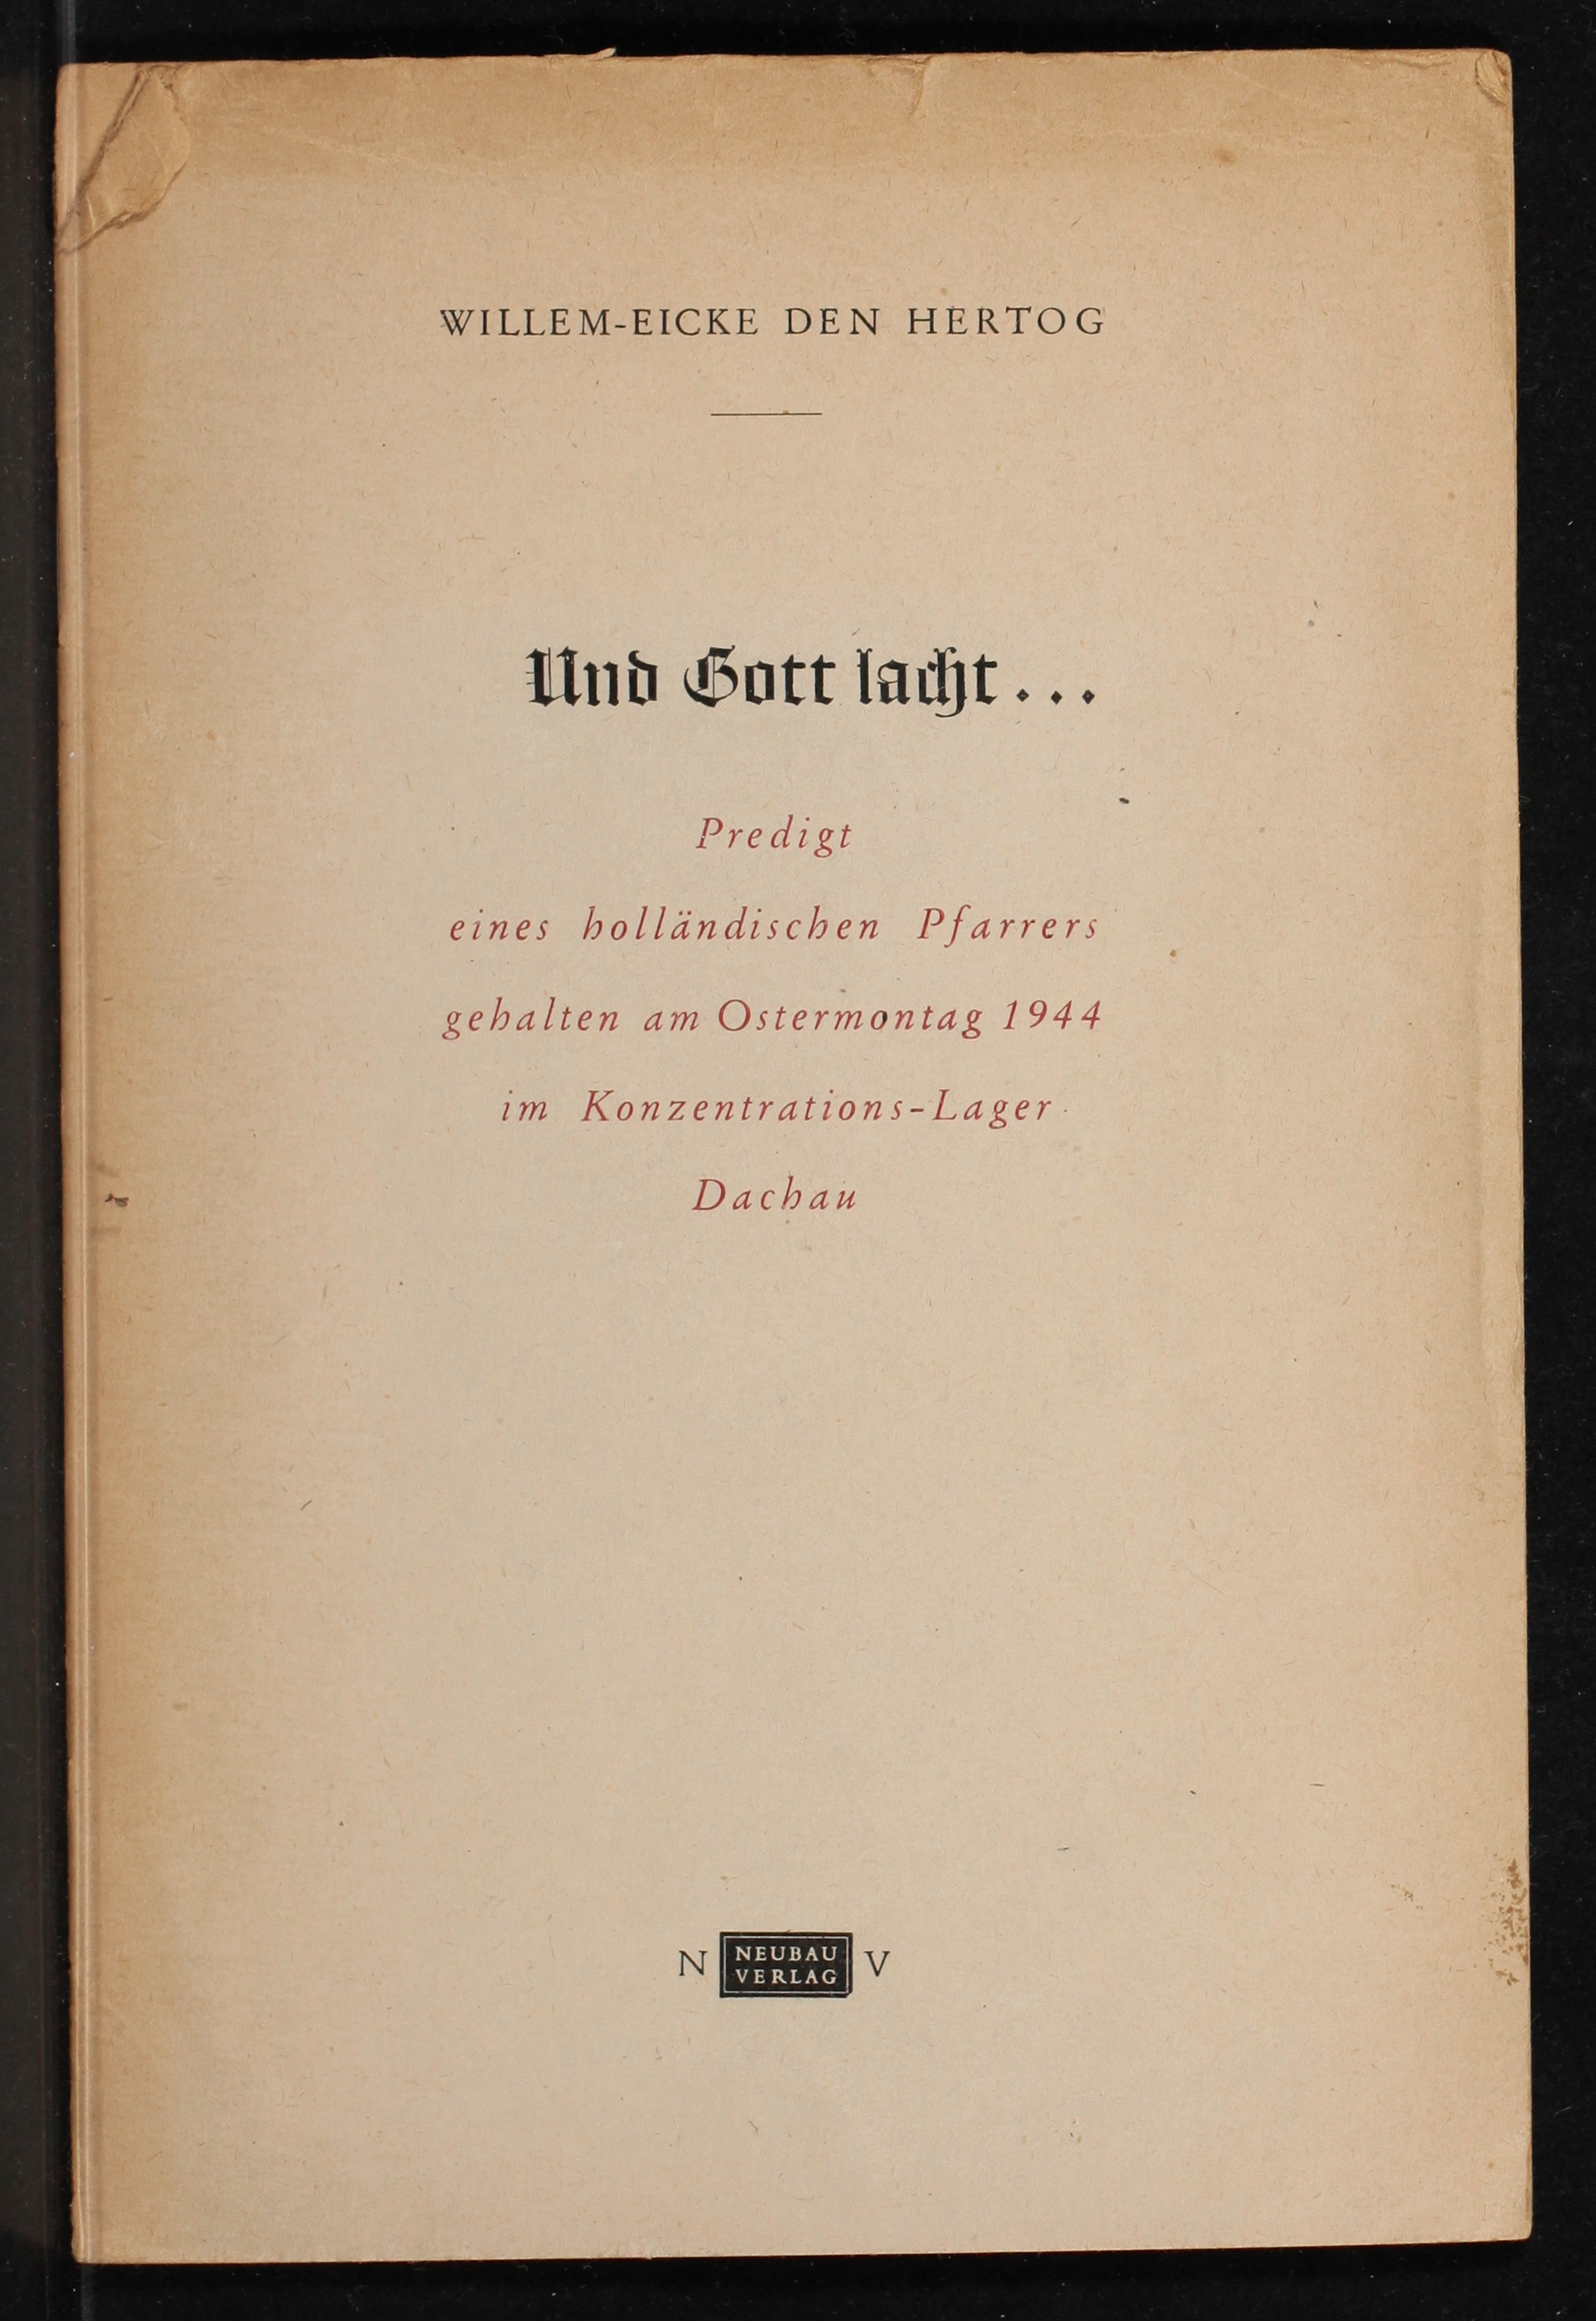 WILLEM-EICKE DEN HERTOG
Und Gott lacht...
Predigt
eines holländischen Pfarrers
gehalten am Ostermontag 1944
im Konzentrations-Lager
Dachau
N NEUBAU VERLAG V